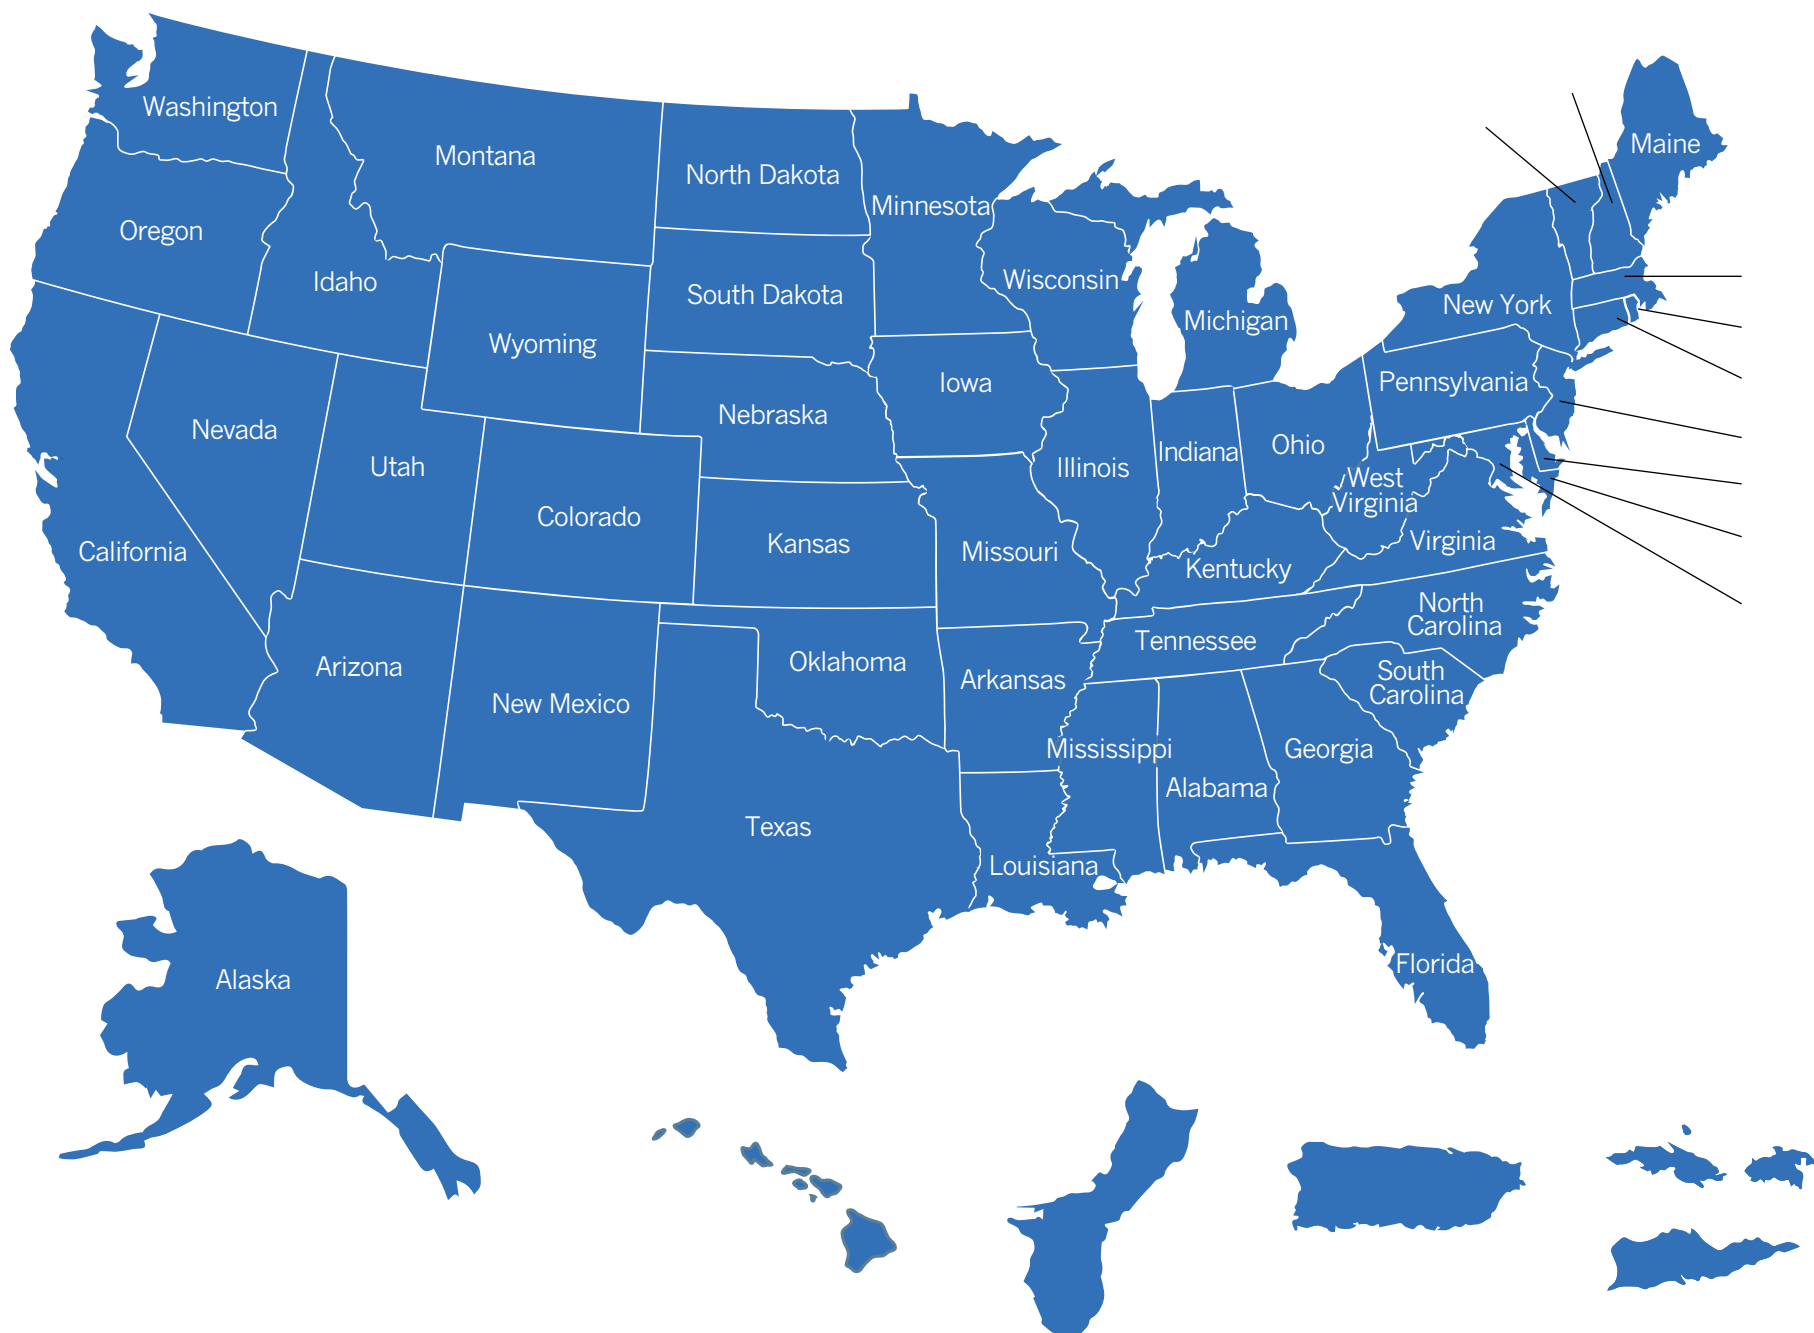 Washington
Montana
North Dakota
Minnesota
Maine
Oregon
Idaho
South Dakota
Wisconsin
Michigan
New York
Wyoming
Iowa
Pennsylvania
Nebraska
Nevada
Utah
Illinois
Indiana
Ohio
West
Virginia
Colorado
Kansas
Missouri
Virginia
California
Kentucky
North
Carolina
Tennessee
Arizona
Oklahoma
Arkansas
South
Carolina
New Mexico
Mississippi
Georgia
Alabama
Texas
Louisiana
Florida
Alaska